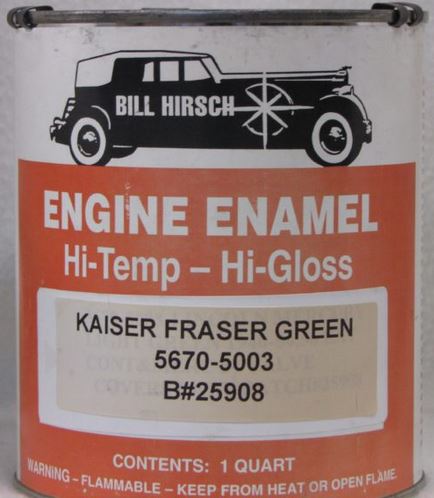 BILL HIRSCH
ENGINE ENAMEL
Hi-Temp – Hi-Gloss
KAISER FRASER GREEN
5670-5003
B#25908
CONTENTS: 1 QUART
WARNING – FLAMMABLE – KEEP FROM HEAT OR OPEN FLAME.